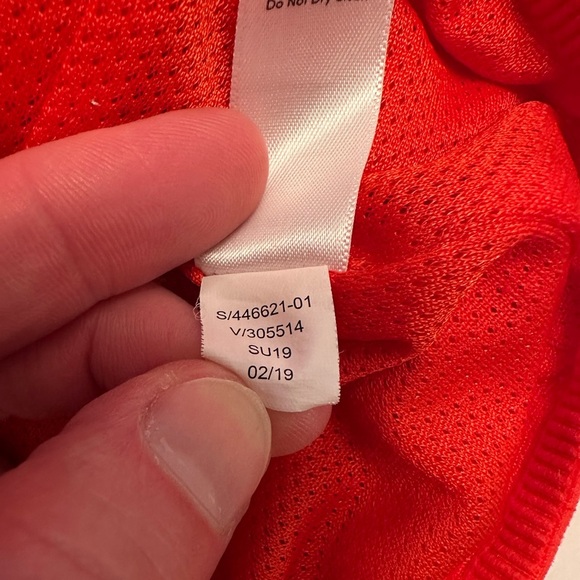 Do Not Dry Clean
S/446621-01
V/305514
SU19
02/19